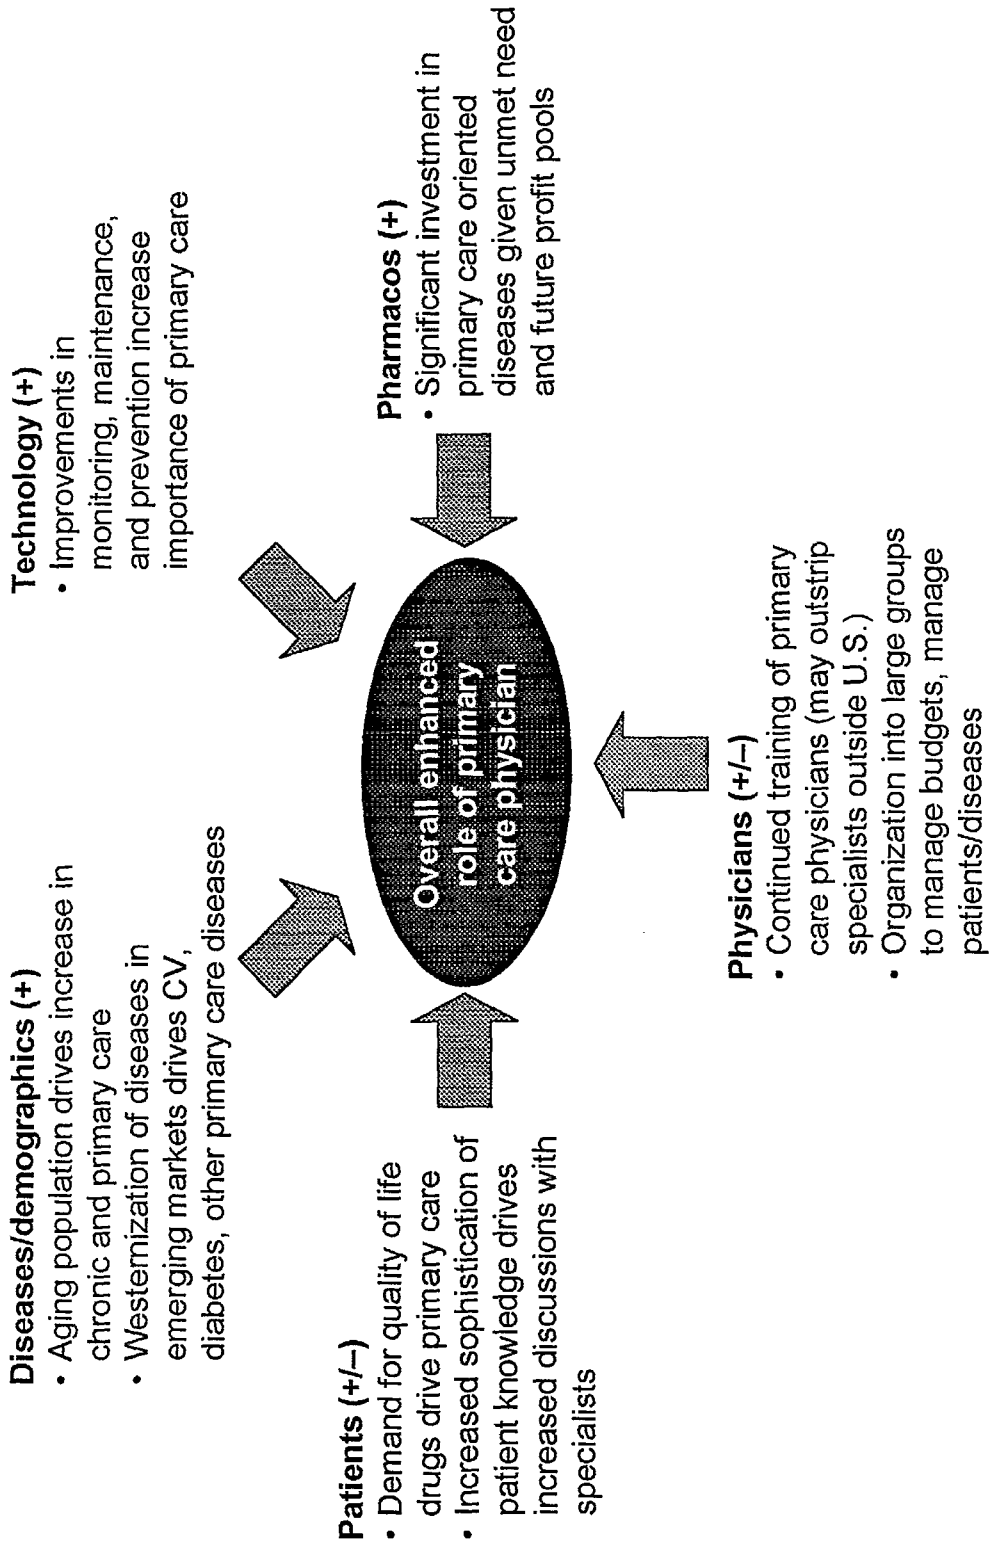 Diseases/demographics (+)
• Aging population drives increase in
chronic and primary care
• Westernization of diseases in
emerging markets drives CV,
diabetes, other primary care diseases
Technology (+)
• Improvements in
monitoring, maintenance,
and prevention increase
importance of primary care
Patients (+/–)
• Demand for quality of life
drugs drive primary care
• Increased sophistication of
patient knowledge drives
increased discussions with
specialists
Overall enhanced
role of primary
care physician
Pharmacos (+)
• Significant investment in
primary care oriented
diseases given unmet need
and future profit pools
Physicians (+/–)
• Continued training of primary
care physicians (may outstrip
specialists outside U.S.)
• Organization into large groups
to manage budgets, manage
patients/diseases